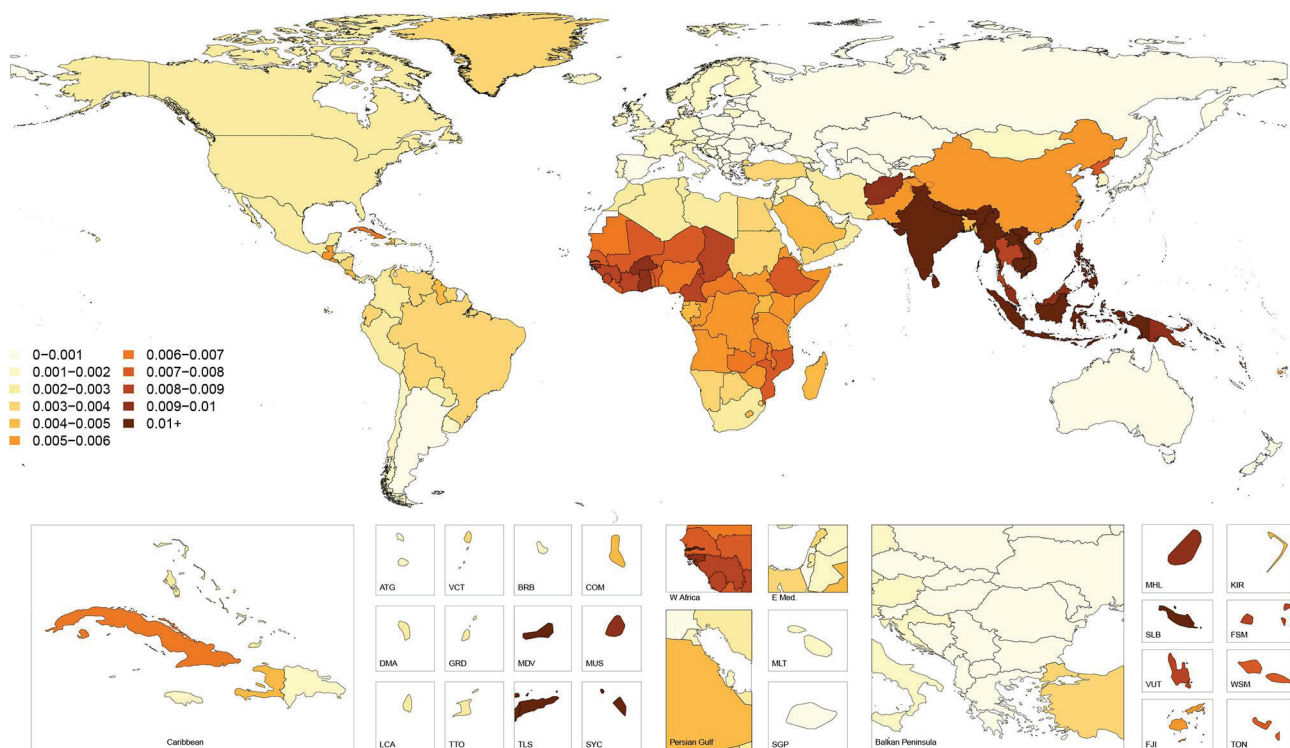 0−0.001
0.001−0.002
0.002−0.003
0.003−0.004
0.004−0.005
0.005−0.006
0.006−0.007
0.007−0.008
0.008−0.009
0.009−0.01
0.01+
Caribbean
ATG
VCT
BRB
COM
DMA
GRD
MDV
MUS
LCA
TTO
TLS
SYC
W Africa
E Med.
Persian Gulf
MLT
SGP
Balkan Peninsula
MHL
KIR
SLB
FSM
VUT
WSM
FJI
TON